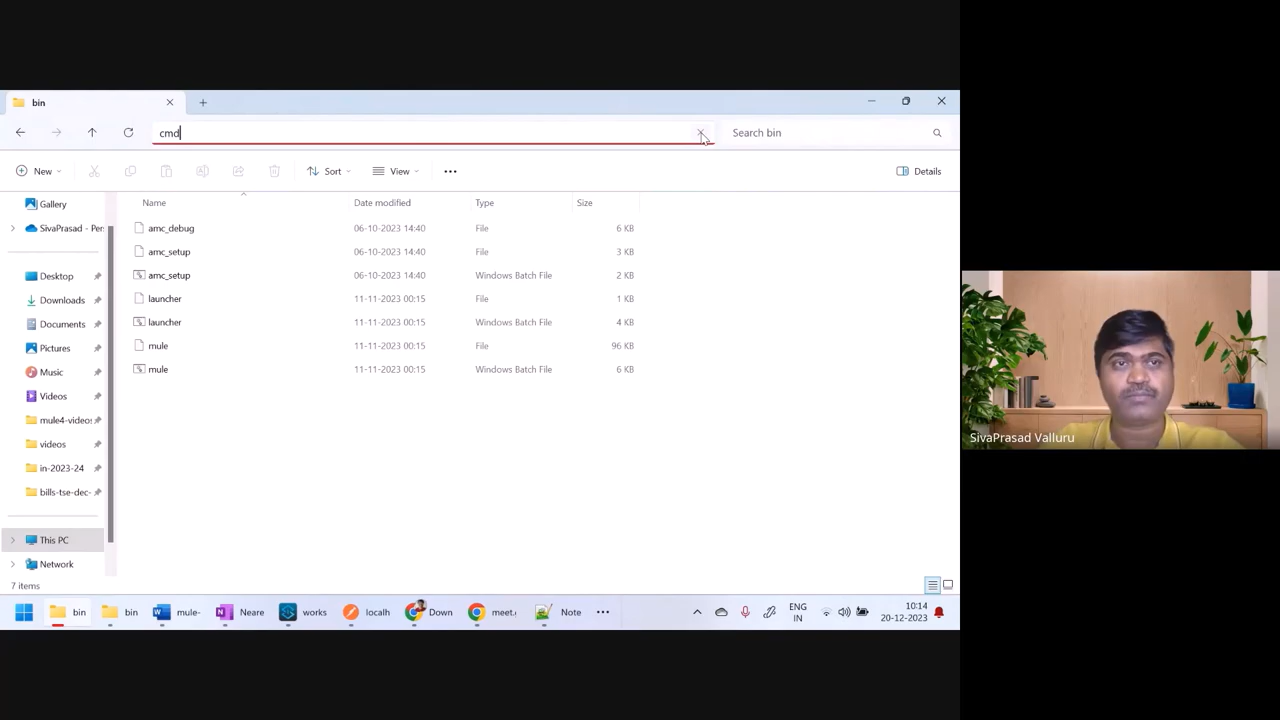 bin
cmd
Search bin
New
Sort
View
Details
Name Date modified Type Size
Gallery
SivaPrasad - Per
Desktop
Downloads
Documents
Pictures
Music
Videos
mule4-videos
videos
in-2023-24
bills-tse-dec-
This PC
Network
amc_debug 06-10-2023 14:40 File 6 KB
amc_setup 06-10-2023 14:40 File 3 KB
amc_setup 06-10-2023 14:40 Windows Batch File 2 KB
launcher 11-11-2023 00:15 File 1 KB
launcher 11-11-2023 00:15 Windows Batch File 4 KB
mule 11-11-2023 00:15 File 96 KB
mule 11-11-2023 00:15 Windows Batch File 6 KB
7 items
bin bin mule- Neare works localh Down meet. Note
ENG
IN
10:14
20-12-2023
SivaPrasad Valluru